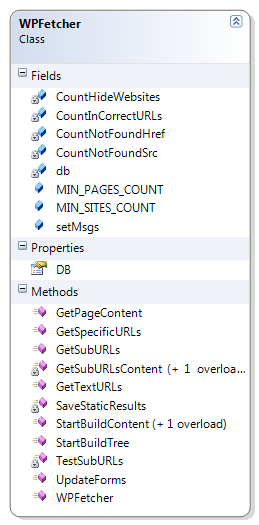 WPFetcher
Class
Fields
CountHideWebsites
CountInCorrectURLs
CountNotFoundHref
CountNotFoundSrc
db
MIN_PAGES_COUNT
MIN_SITES_COUNT
setMsgs
Properties
DB
Methods
GetPageContent
GetSpecificURLs
GetSubURLs
GetSubURLsContent (+ 1 overloa...
GetTextURLs
SaveStaticResults
StartBuildContent (+ 1 overload)
StartBuildTree
TestSubURLs
UpdateForms
WPFetcher